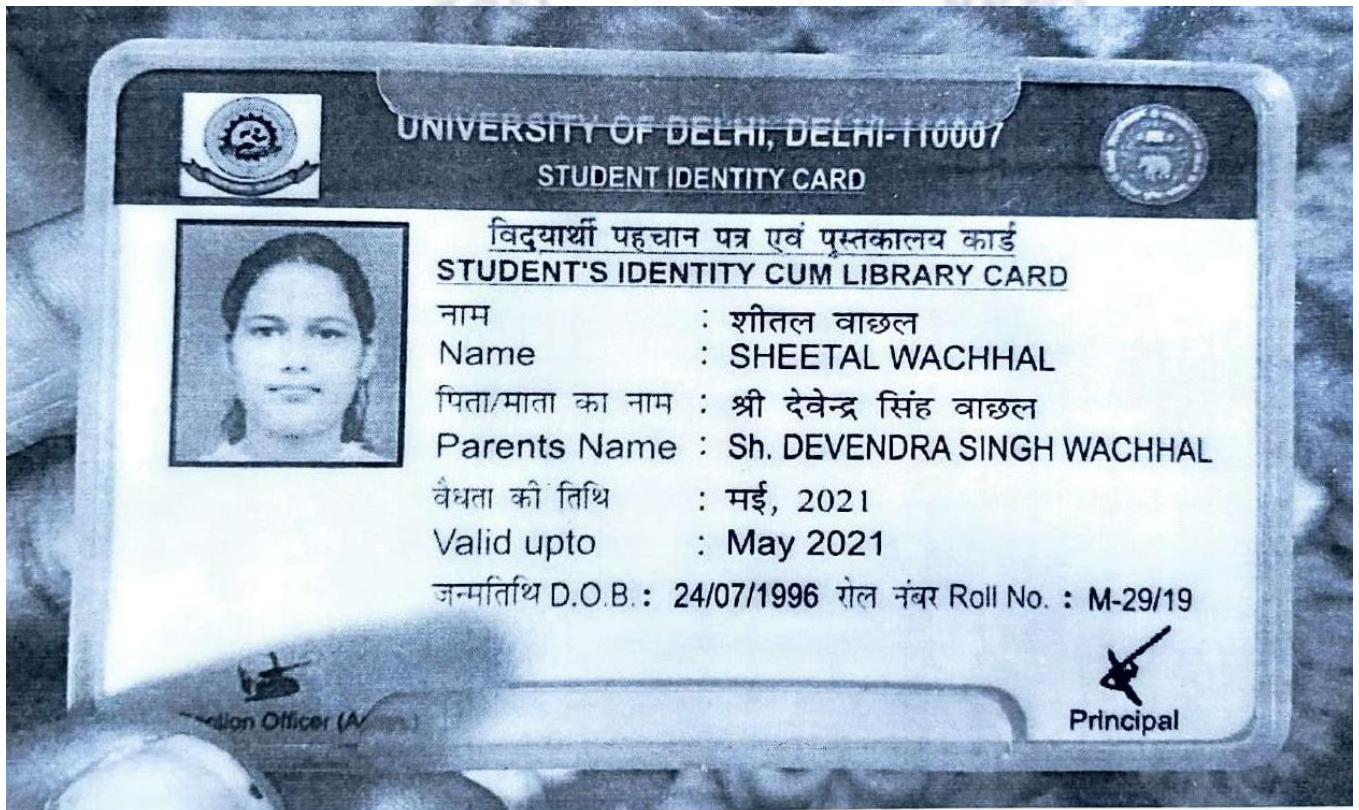 UNIVERSITY OF DELHI, DELHI-110007
STUDENT IDENTITY CARD
विद्यार्थी पहचान पत्र एवं पुस्तकालय कार्ड
STUDENT'S IDENTITY CUM LIBRARY CARD
नाम : शीतल वाछल
Name : SHEETAL WACHHAL
पिता/माता का नाम : श्री देवेन्द्र सिंह वाछल
Parents Name : Sh. DEVENDRA SINGH WACHHAL
वैधता की तिथि : मई, 2021
Valid upto : May 2021
जन्मतिथि D.O.B. : 24/07/1996 रोल नंबर Roll No. : M-29/19
Officer
Principal